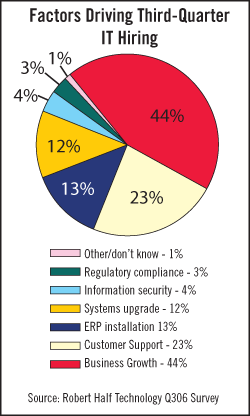 Factors Driving Third-Quarter
IT Hiring
1%
3%
4%
44%
12%
13%
23%
Other/don't know - 1%
Regulatory compliance - 3%
Information security - 4%
Systems upgrade - 12%
ERP installation 13%
Customer Support - 23%
Business Growth - 44%
Source: Robert Half Technology Q306 Survey